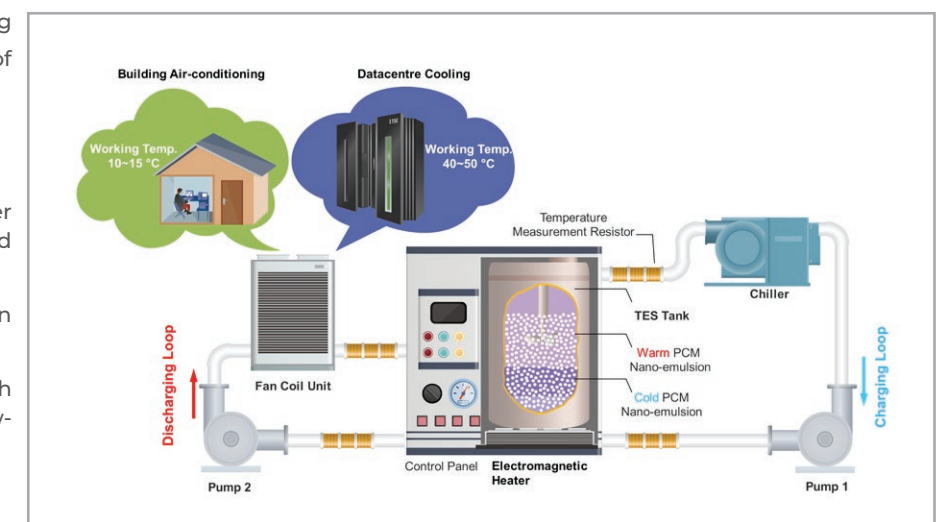 g
of
er
d
n
h
y-
Building Air-conditioning
Datacentre Cooling
Working Temp.
10~15 °C
Working Temp.
40~50 °C
Temperature
Measurement Resistor
Chiller
TES Tank
Warm PCM
Nano-emulsion
Cold PCM
Nano-emulsion
Fan Coil Unit
Discharging Loop
Charging Loop
Control Panel
Electromagnetic
Heater
Pump 2
Pump 1